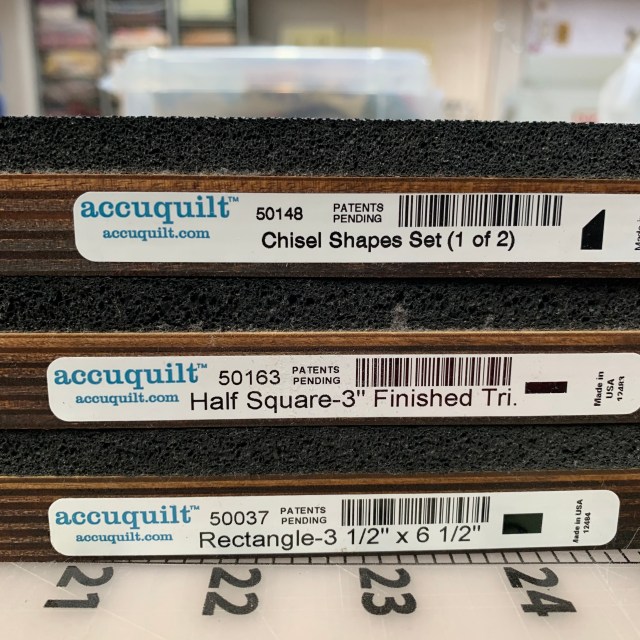 accuquilt™ 50148 PATENTS PENDING
accuquilt.com Chisel Shapes Set (1 of 2)
accuquilt™ 50163 PATENTS PENDING
accuquilt.com Half Square-3" Finished Tri.
Made in
USA
12483
accuquilt™ 50037 PATENTS PENDING
accuquilt.com Rectangle-3 1/2" x 6 1/2"
Made in USA
12484
21 22 23 24